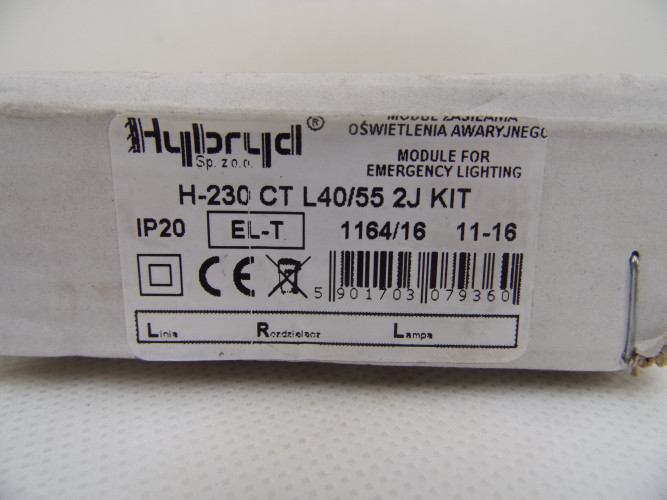 Hybryd®
Sp. z o.o.
MODUŁ ZASILANIA
OŚWIETLENIA AWARYJNEGO
MODULE FOR
EMERGENCY LIGHTING
H-230 CT L40/55 2J KIT
IP20 EL-T 1164/16 11-16
CE
5 901703 079360
Linia Rozdzielacz Lampa